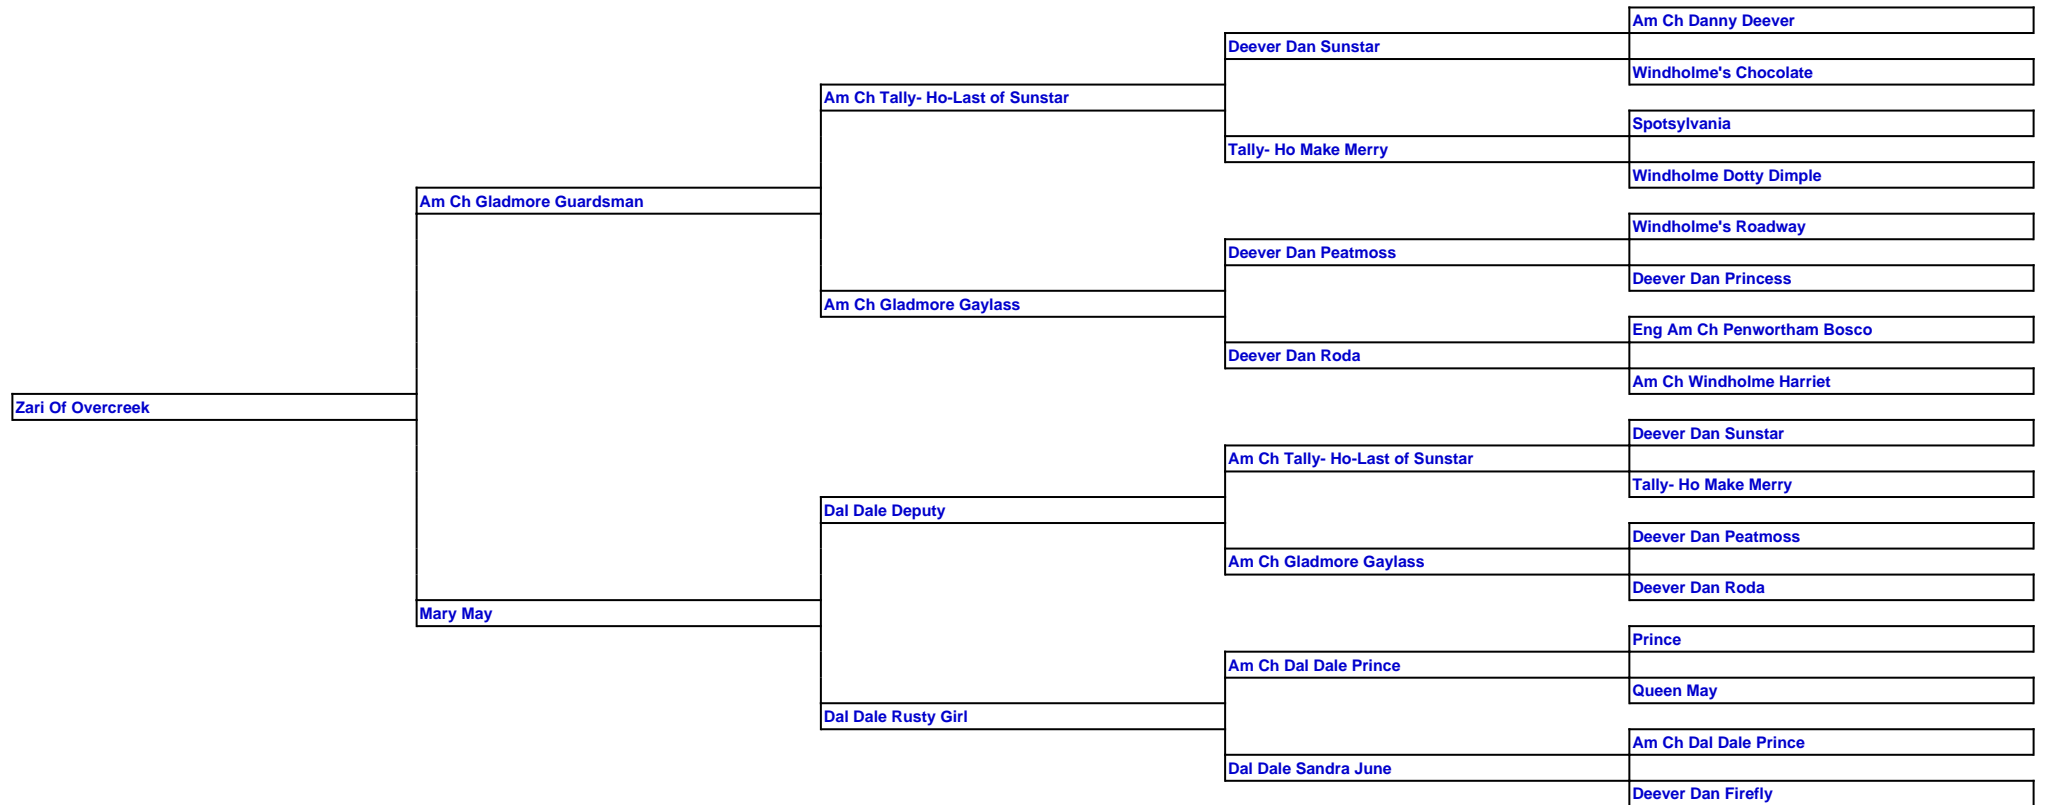 Am Ch Danny Deever
Deever Dan Sunstar
Windholme's Chocolate
Am Ch Tally- Ho-Last of Sunstar
Spotsylvania
Tally- Ho Make Merry
Windholme Dotty Dimple
Am Ch Gladmore Guardsman
Windholme's Roadway
Deever Dan Peatmoss
Deever Dan Princess
Am Ch Gladmore Gaylass
Eng Am Ch Penwortham Bosco
Deever Dan Roda
Am Ch Windholme Harriet
Zari Of Overcreek
Deever Dan Sunstar
Am Ch Tally- Ho-Last of Sunstar
Tally- Ho Make Merry
Dal Dale Deputy
Deever Dan Peatmoss
Am Ch Gladmore Gaylass
Deever Dan Roda
Mary May
Prince
Am Ch Dal Dale Prince
Queen May
Dal Dale Rusty Girl
Am Ch Dal Dale Prince
Dal Dale Sandra June
Deever Dan Firefly